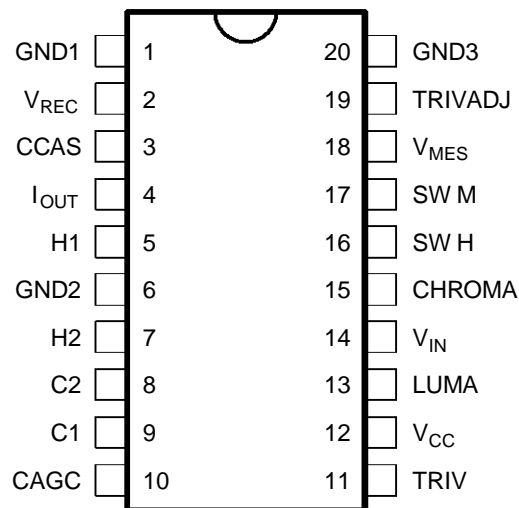 GND1 1 20 GND3
VREC 2 19 TRIVADJ
CCAS 3 18 VMES
IOUT 4 17 SW M
H1 5 16 SW H
GND2 6 15 CHROMA
H2 7 14 VIN
C2 8 13 LUMA
C1 9 12 VCC
CAGC 10 11 TRIV